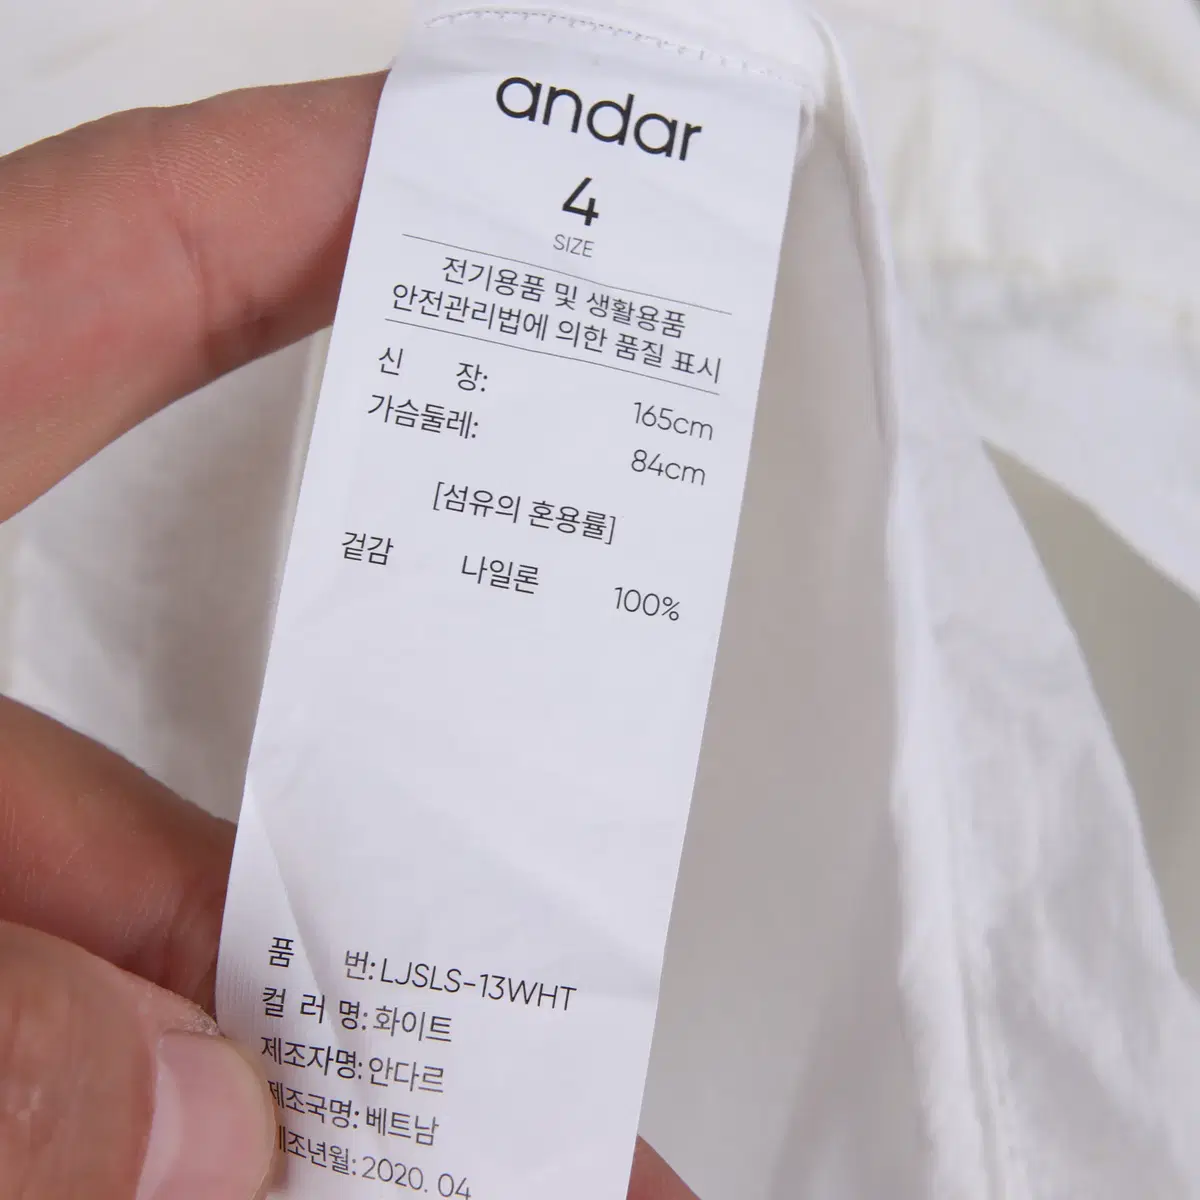 andar
4
SIZE
전기용품 및 생활용품
안전관리법에 의한 품질 표시
신 장: 165cm
가슴둘레: 84cm
[섬유의 혼용률]
겉감 나일론 100%
품 번: LJSLS-13WHT
컬 러 명: 화이트
제조자명: 안다르
제조국명: 베트남
제조년월: 2020. 04